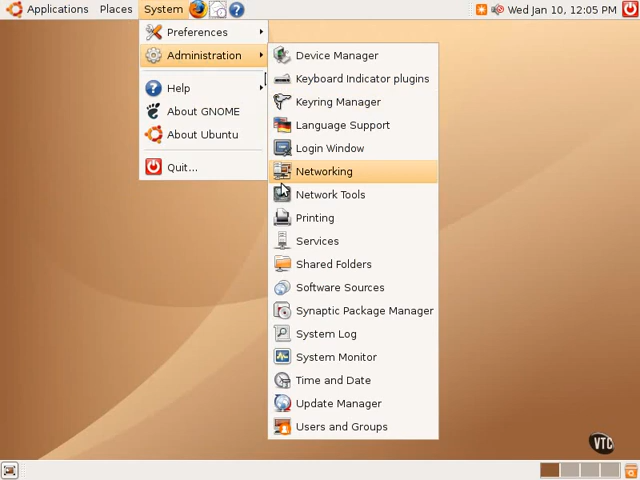 Applications Places System Wed Jan 10, 12:05 PM
Preferences
Administration
Help
About GNOME
About Ubuntu
Quit...
Device Manager
Keyboard Indicator plugins
Keyring Manager
Language Support
Login Window
Networking
Network Tools
Printing
Services
Shared Folders
Software Sources
Synaptic Package Manager
System Log
System Monitor
Time and Date
Update Manager
Users and Groups
VTC